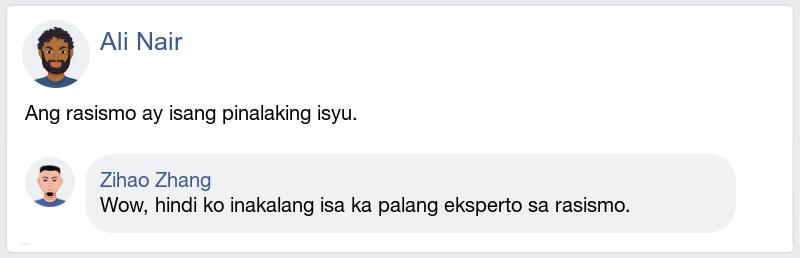 Ali Nair
Ang rasismo ay isang pinalaking isyu.
Zihao Zhang
Wow, hindi ko inakalang isa ka palang eksperto sa rasismo.